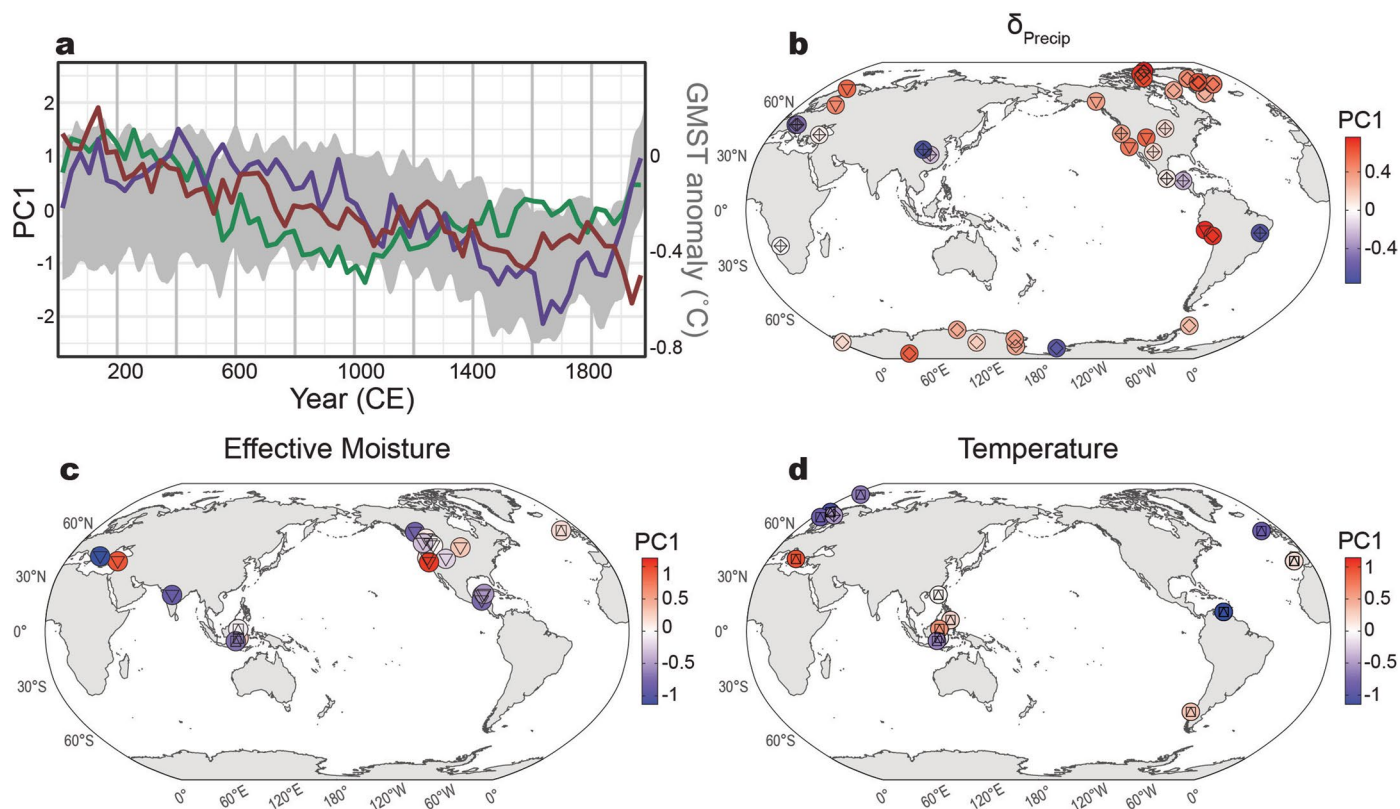 a
PC1
2
1
0
-1
-2
200
600
1000
1400
1800
Year (CE)
0
-0.4
-0.8
GMST anomaly (°C)
b
δPrecip
60°N
30°N
0°
30°S
60°S
0°
60°E
120°E
180°
120°W
60°W
0°
PC1
0.8
0.4
0
-0.4
c
Effective Moisture
60°N
30°N
0°
30°S
60°S
0°
60°E
120°E
180°
120°W
60°W
0°
PC1
1
0.5
0
-0.5
-1
d
Temperature
60°N
30°N
0°
30°S
60°S
0°
60°E
120°E
180°
120°W
60°W
0°
PC1
1
0.5
0
-0.5
-1